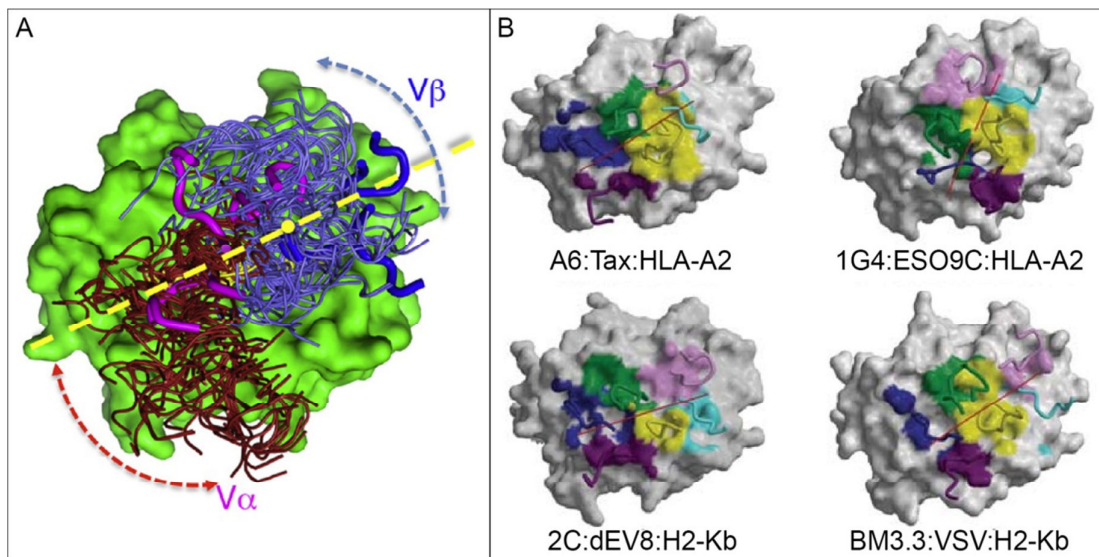 A
B
Vβ
Vα
A6:Tax:HLA-A2
1G4:ESO9C:HLA-A2
2C:dEV8:H2-Kb
BM3.3:VSV:H2-Kb